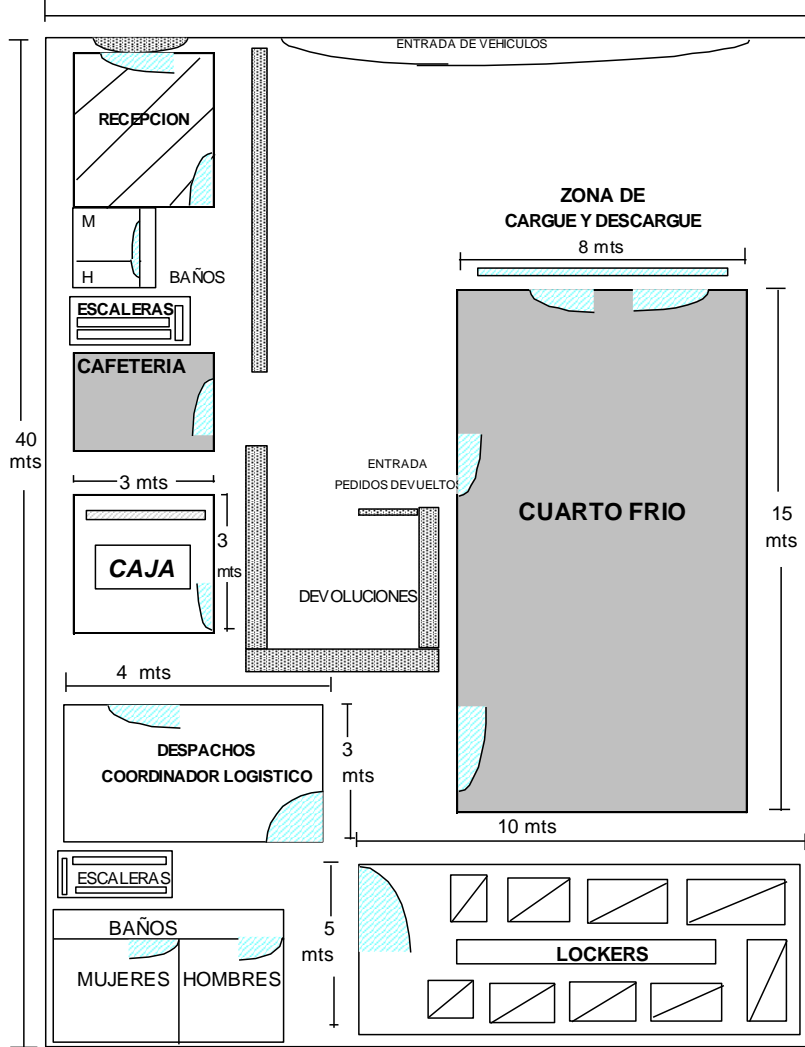 ENTRADA DE VEHICULOS
RECEPCION
ZONA DE
CARGUE Y DESCARGUE
8 mts
M
H
BAÑOS
ESCALERAS
CAFETERIA
40
mts
3 mts
3
mts
CAJA
ENTRADA
PEDIDOS DEVUELTOS
DEVOLUCIONES
CUARTO FRIO
15
mts
4 mts
DESPACHOS
COORDINADOR LOGISTICO
3
mts
10 mts
ESCALERAS
BAÑOS
MUJERES HOMBRES
5
mts
LOCKERS